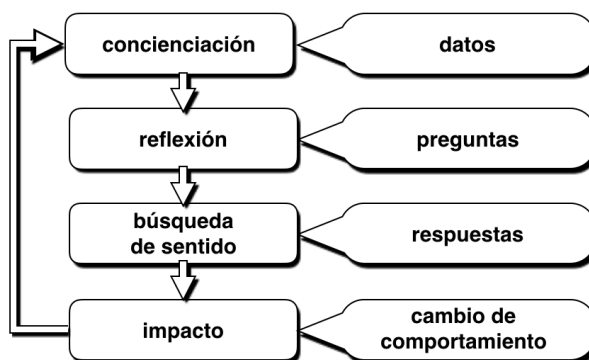 concienciación
datos
reflexión
preguntas
búsqueda
de sentido
respuestas
impacto
cambio de
comportamiento